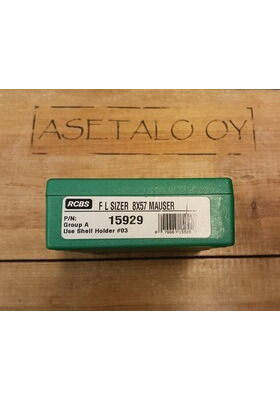 ASETALO OY
RCBS F L SIZER 8X57 MAUSER
P/N: 15929
Group A
Use Shell Holder #03